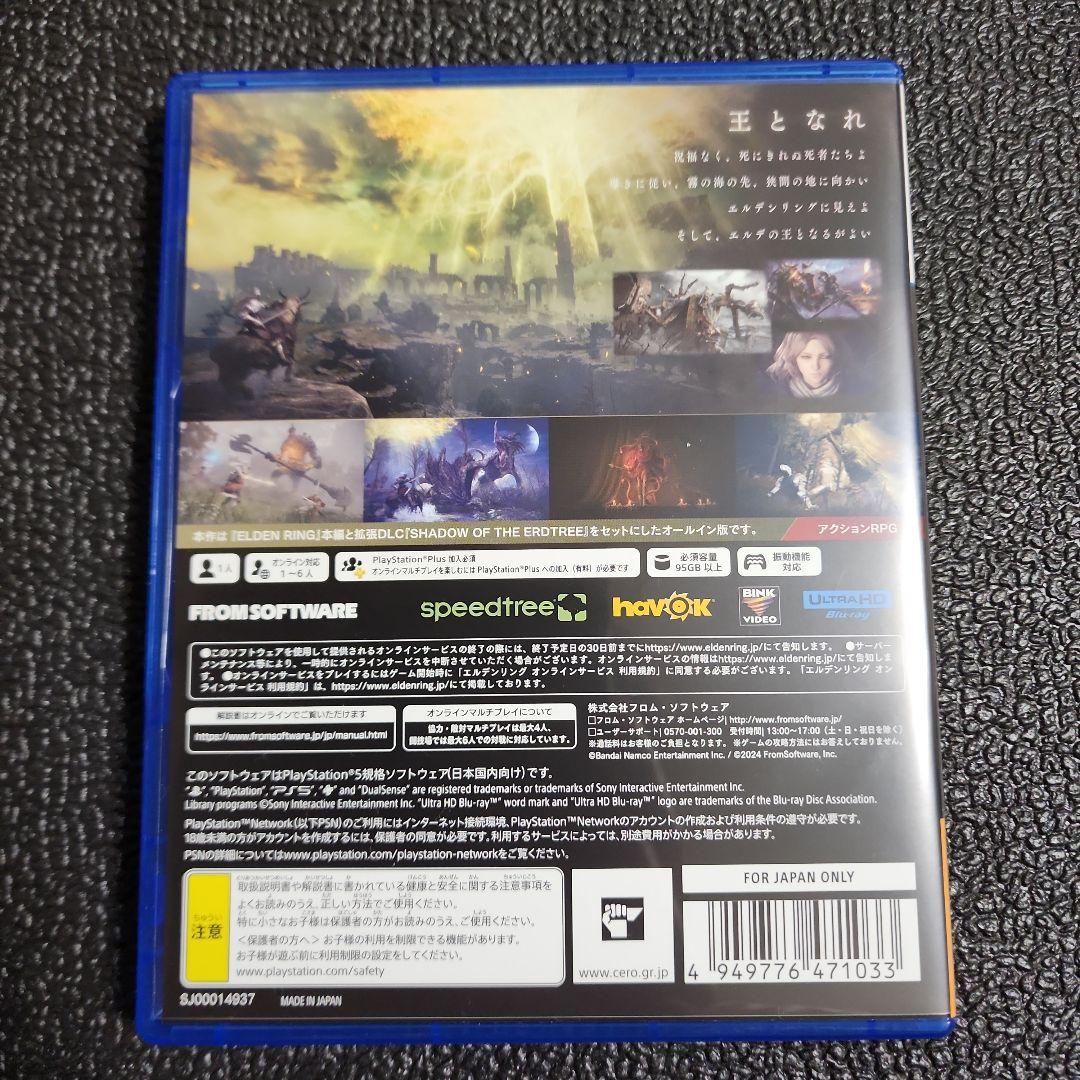 王となれ
祝福なく、死にきれぬ死者たちよ
導きに従い、霧の海の先、狭間の地に向かい
エルデンリングに見えよ
そして、エルデの王となるがよい
本作は『ELDEN RING』本編と拡張DLC『SHADOW OF THE ERDTREE』をセットにしたオールイン版です。 アクションRPG
1人
オンライン対応
1～6人
PlayStation®Plus 加入必須
オンラインマルチプレイを楽しむには PlayStation®Plus への加入（有料）が必要です
必須容量
95GB 以上
振動機能
対応
FROMSOFTWARE speedtree havok BINK VIDEO ULTRA HD Blu-ray
●このソフトウェアを使用して提供されるオンラインサービスの終了の際には、終了予定日の30日前までにhttps://www.eldenring.jp/にて告知します。 ●サーバー
メンテナンス等により、一時的にオンラインサービスを中断させていただく場合がございます。オンラインサービスの情報はhttps://www.eldenring.jp/にて告知しま
す。 ●オンラインサービスをプレイするにはゲーム開始時に「エルデンリング オンラインサービス 利用規約」に同意する必要がございます。「エルデンリング オン
ラインサービス 利用規約」は、https://www.eldenring.jp/にて掲載しております。
解説書はオンラインでご覧いただけます
https://www.fromsoftware.jp/jp/manual.html
オンラインマルチプレイについて
協力・敵対マルチプレイは最大4人、
闘技場では最大6人での対戦に対応しています。
株式会社フロム・ソフトウェア
□フロム・ソフトウェア ホームページ| http://www.fromsoftware.jp/
□ユーザーサポート| 0570-001-300 受付時間 13:00～17:00（土・日・祝日を除く）
※通話料はお客様のご負担となります。 ※ゲームの攻略方法にはお答えしておりません。
©Bandai Namco Entertainment Inc. / ©2024 FromSoftware, Inc.
このソフトウェアはPlayStation®5規格ソフトウェア(日本国内向け)です。
"PlayStation", "PS5", and "DualSense" are registered trademarks or trademarks of Sony Interactive Entertainment Inc.
Library programs ©Sony Interactive Entertainment Inc. "Ultra HD Blu-ray™" word mark and "Ultra HD Blu-ray™" logo are trademarks of the Blu-ray Disc Association.
PlayStation™Network（以下PSN）のご利用にはインターネット接続環境、PlayStation™Networkのアカウントの作成および利用条件の遵守が必要です。
18歳未満の方がアカウントを作成するには、保護者の同意が必要です。利用するサービスによっては、別途費用がかかる場合があります。
PSNの詳細についてはwww.playstation.com/playstation-networkをご覧ください。
ちゅうい
注意
取扱説明書や解説書に書かれている健康と安全に関する注意事項を
よくお読みのうえ、正しい方法でご使用ください。
特に小さなお子様は保護者の方がお読みのうえ、ご使用ください。
＜保護者の方へ＞お子様の利用を制限できる機能があります。
お子様が遊ぶ前に利用制限の設定をしてください。
www.playstation.com/safety
www.cero.gr.jp
FOR JAPAN ONLY
4 949776 471033
SJ00014937 MADE IN JAPAN